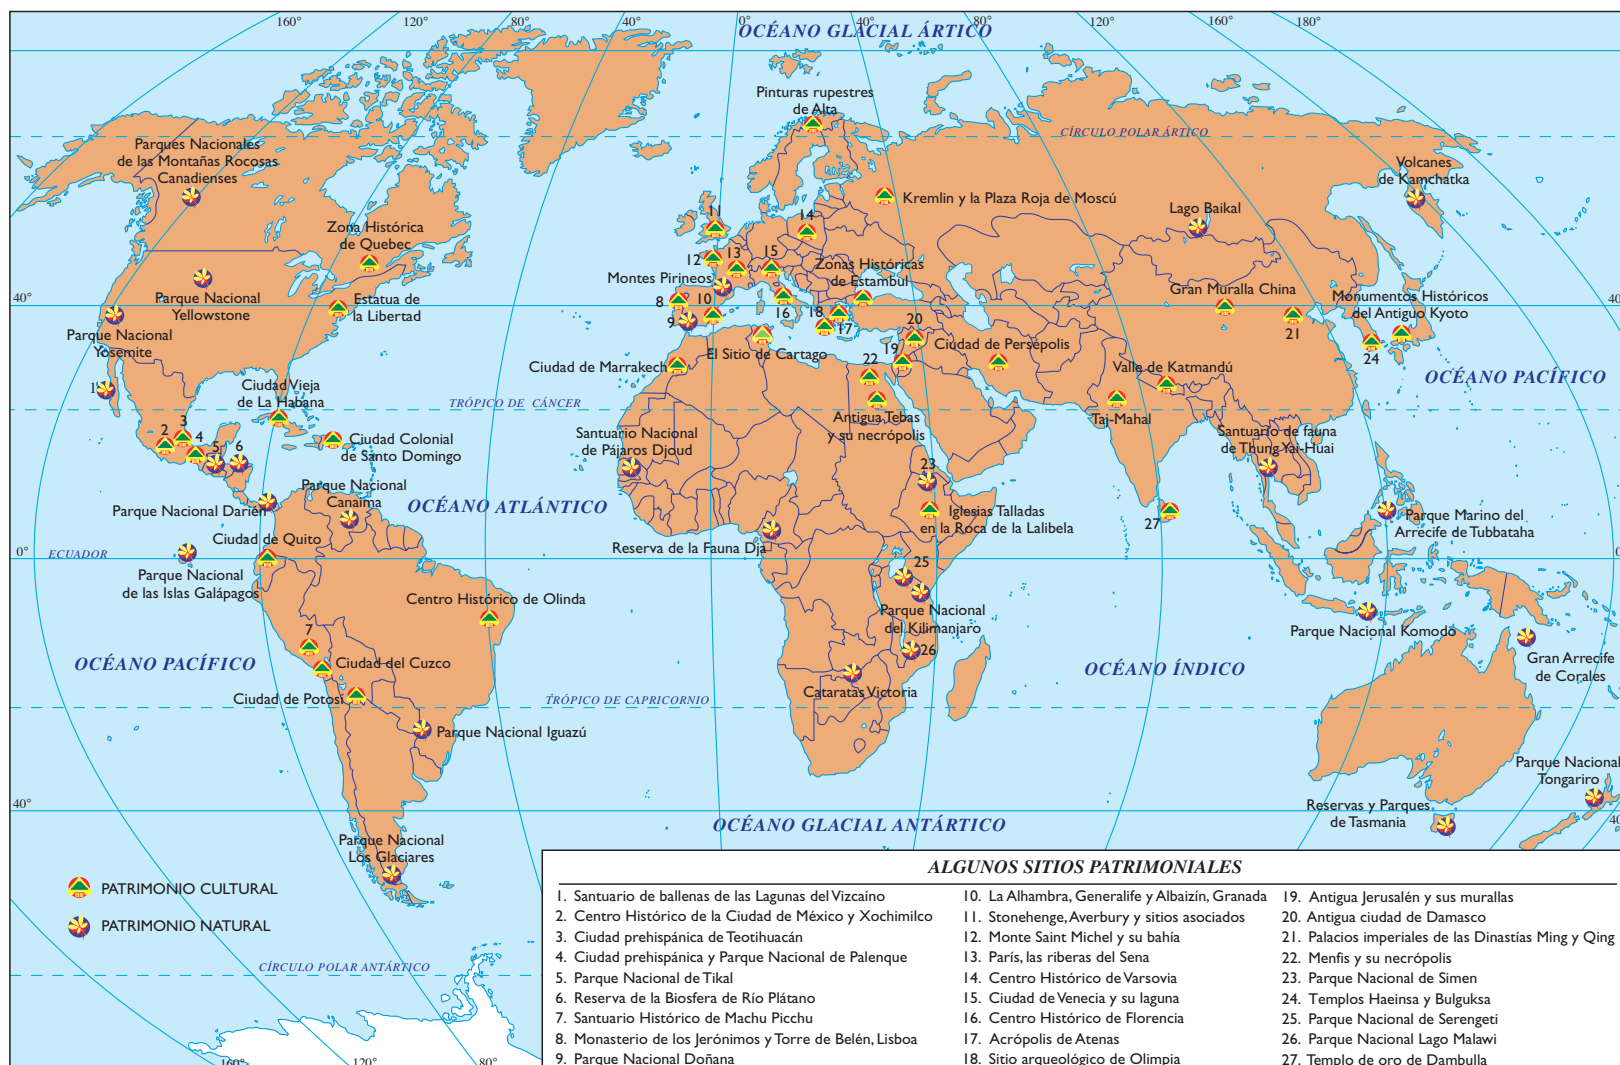 160°
120°
80°
40°
0°
40°
80°
120°
160°
180°
OCÉANO GLACIAL ÁRTICO
Pinturas rupestres
de Alta
CÍRCULO POLAR ÁRTICO
Parques Nacionales
de las Montañas Rocosas
Canadienses
Volcanes
de Kamchatka
Kremlin y la Plaza Roja de Moscú
Lago Baikal
Zona Histórica
de Quebec
11
14
12
13
15
Montes Pirineos
Zonas Históricas
de Estambul
Parque Nacional
Yellowstone
Estatua de
la Libertad
Gran Muralla China
Monumentos Históricos
del Antiguo Kyoto
40°
40
8
10
9
16
18
17
20
19
21
24
Parque Nacional
Yosemite
El Sitio de Cartago
Ciudad de Persépolis
Ciudad de Marrakech
22
Valle de Katmandú
OCÉANO PACÍFICO
1
Ciudad Vieja
de La Habana
TRÓPICO DE CÁNCER
Antigua Tebas
y su necrópolis
Taj-Mahal
2
3
4
5
6
Ciudad Colonial
de Santo Domingo
Santuario Nacional
de Pájaros Djoud
Santuario de fauna
de Thung Yai-Huai
23
Parque Nacional
Canaima
OCÉANO ATLÁNTICO
Parque Nacional Darién
Iglesias Talladas
en la Roca de la Lalibela
27
Parque Marino del
Arrecife de Tubbataha
Ciudad de Quito
Reserva de la Fauna Dja
0°
ECUADOR
0
25
Parque Nacional
de las Islas Galápagos
Centro Histórico de Olinda
Parque Nacional
del Kilimanjaro
Parque Nacional Komodo
7
26
OCÉANO PACÍFICO
Ciudad del Cuzco
OCÉANO ÍNDICO
Gran Arrecife
de Corales
Ciudad de Potosí
TRÓPICO DE CAPRICORNIO
Cataratas Victoria
Parque Nacional Iguazú
Parque Nacional
Tongariro
40°
Reservas y Parques
de Tasmania
40
OCÉANO GLACIAL ANTÁRTICO
Parque Nacional
Los Glaciares
PATRIMONIO CULTURAL
PATRIMONIO NATURAL
CÍRCULO POLAR ANTÁRTICO
160°
120°
80°
ALGUNOS SITIOS PATRIMONIALES
1. Santuario de ballenas de las Lagunas del Vizcaíno
2. Centro Histórico de la Ciudad de México y Xochimilco
3. Ciudad prehispánica de Teotihuacán
4. Ciudad prehispánica y Parque Nacional de Palenque
5. Parque Nacional de Tikal
6. Reserva de la Biosfera de Río Plátano
7. Santuario Histórico de Machu Picchu
8. Monasterio de los Jerónimos y Torre de Belén, Lisboa
9. Parque Nacional Doñana
10. La Alhambra, Generalife y Albaizín, Granada
11. Stonehenge, Averbury y sitios asociados
12. Monte Saint Michel y su bahía
13. París, las riberas del Sena
14. Centro Histórico de Varsovia
15. Ciudad de Venecia y su laguna
16. Centro Histórico de Florencia
17. Acrópolis de Atenas
18. Sitio arqueológico de Olimpia
19. Antigua Jerusalén y sus murallas
20. Antigua ciudad de Damasco
21. Palacios imperiales de las Dinastías Ming y Qing
22. Menfis y su necrópolis
23. Parque Nacional de Simen
24. Templos Haeinsa y Bulguksa
25. Parque Nacional de Serengeti
26. Parque Nacional Lago Malawi
27. Templo de oro de Dambulla